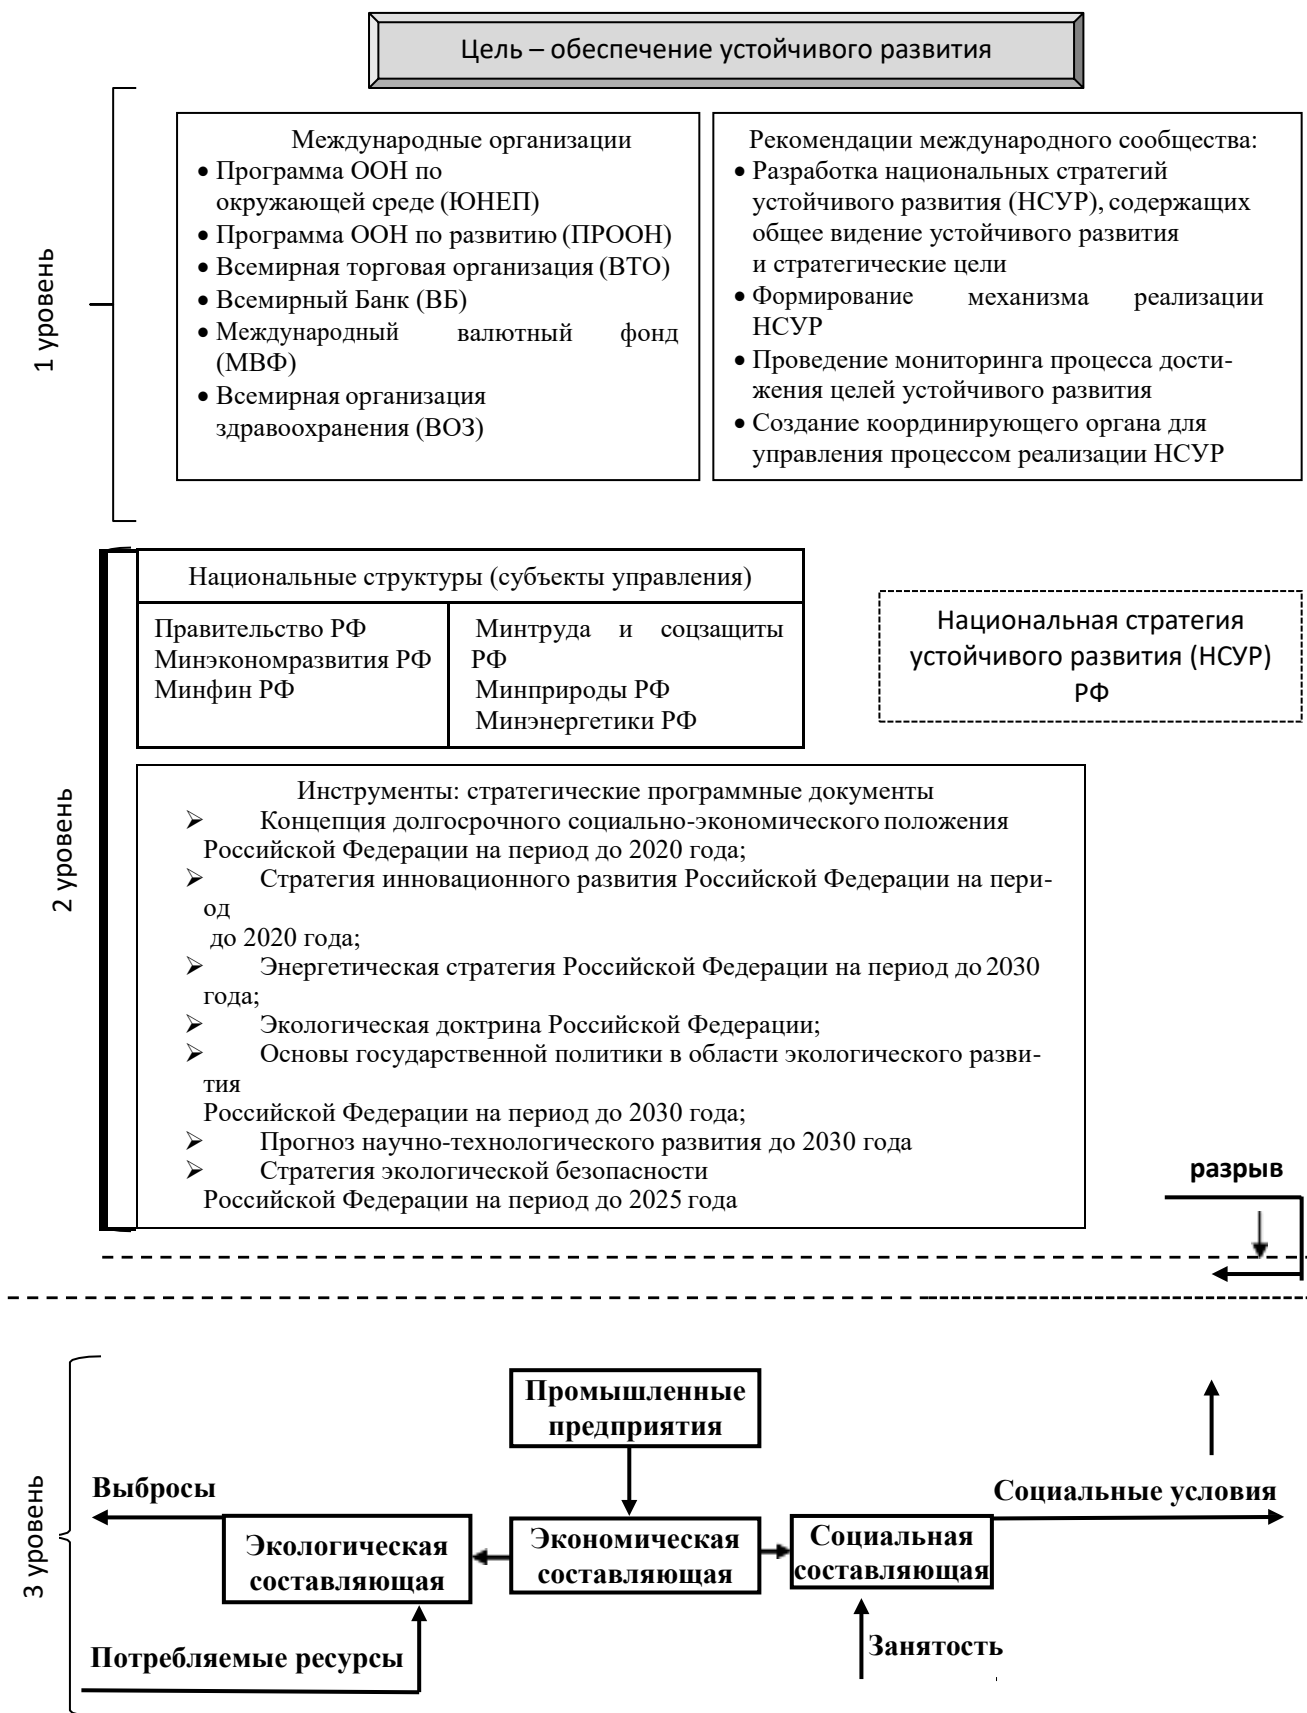 Цель – обеспечение устойчивого развития
1 уровень
Международные организации
• Программа ООН по
окружающей среде (ЮНЕП)
• Программа ООН по развитию (ПРООН)
• Всемирная торговая организация (ВТО)
• Всемирный Банк (ВБ)
• Международный валютный фонд
(МВФ)
• Всемирная организация
здравоохранения (ВОЗ)
Рекомендации международного сообщества:
• Разработка национальных стратегий
устойчивого развития (НСУР), содержащих
общее видение устойчивого развития
и стратегические цели
• Формирование механизма реализации
НСУР
• Проведение мониторинга процесса дости-
жения целей устойчивого развития
• Создание координирующего органа для
управления процессом реализации НСУР
2 уровень
Национальные структуры (субъекты управления)
Правительство РФ
Минэкономразвития РФ
Минфин РФ
Минтруда и соцзащиты
РФ
Минприроды РФ
Минэнергетики РФ
Национальная стратегия
устойчивого развития (НСУР)
РФ
Инструменты: стратегические программные документы
➢ Концепция долгосрочного социально-экономического положения
Российской Федерации на период до 2020 года;
➢ Стратегия инновационного развития Российской Федерации на пери-
од
до 2020 года;
➢ Энергетическая стратегия Российской Федерации на период до 2030
года;
➢ Экологическая доктрина Российской Федерации;
➢ Основы государственной политики в области экологического разви-
тия
Российской Федерации на период до 2030 года;
➢ Прогноз научно-технологического развития до 2030 года
➢ Стратегия экологической безопасности
Российской Федерации на период до 2025 года
разрыв
3 уровень
Промышленные
предприятия
Выбросы
Социальные условия
Экологическая
составляющая
Экономическая
составляющая
Социальная
составляющая
Потребляемые ресурсы
Занятость